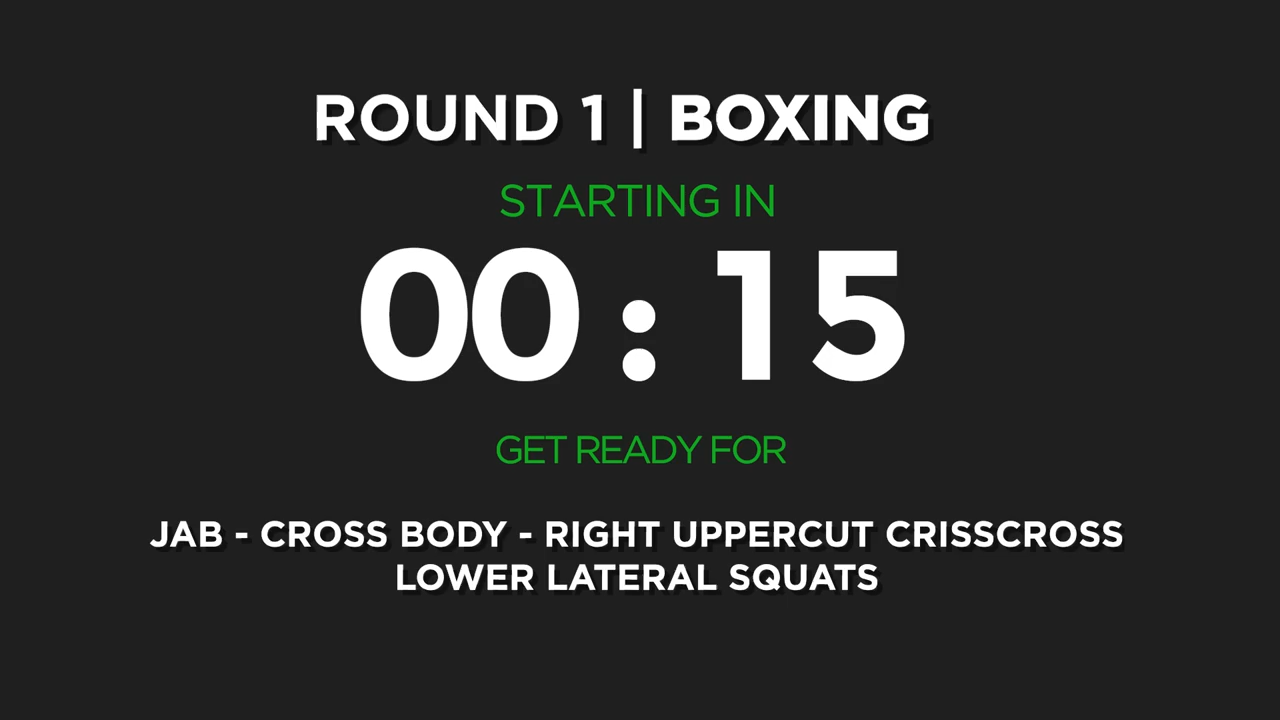 ROUND 1 | BOXING
STARTING IN
00 : 15
GET READY FOR
JAB - CROSS BODY - RIGHT UPPERCUT CRISSCROSS
LOWER LATERAL SQUATS